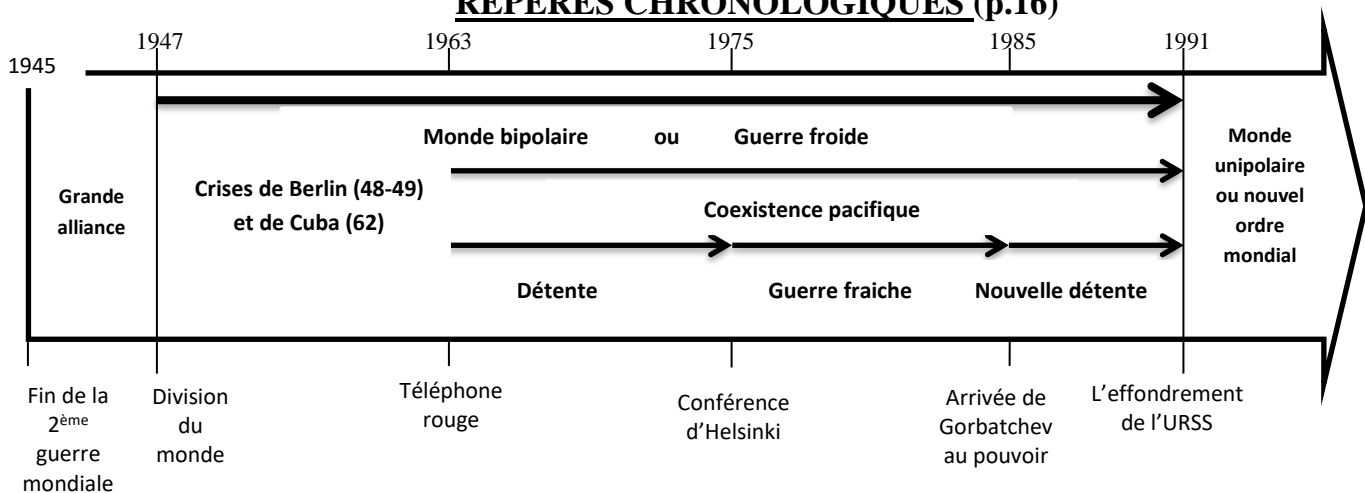 REPERES CHRONOLOGIQUES (p.16)
1945
1947
1963
1975
1985
1991
Monde bipolaire ou Guerre froide
Grande
alliance
Crises de Berlin (48-49)
et de Cuba (62)
Coexistence pacifique
Détente
Guerre fraiche
Nouvelle détente
Monde
unipolaire
ou nouvel
ordre
mondial
Fin de la
2ème
guerre
mondiale
Division
du
monde
Téléphone
rouge
Conférence
d’Helsinki
Arrivée de
Gorbatchev
au pouvoir
L’effondrement
de l’URSS